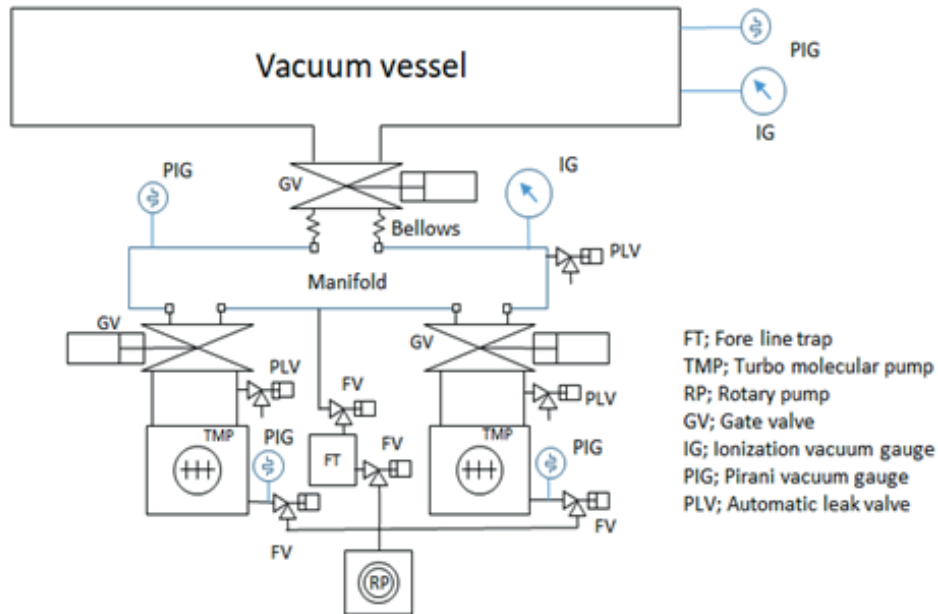 PIG
Vacuum vessel
IG
PIG
IG
GV
Bellows
PLV
Manifold
GV
GV
PLV
FV
PLV
TMP
PIG
FT
FV
TMP
PIG
FV
FV
RP
FT; Fore line trap
TMP; Turbo molecular pump
RP; Rotary pump
GV; Gate valve
IG; Ionization vacuum gauge
PIG; Pirani vacuum gauge
PLV; Automatic leak valve